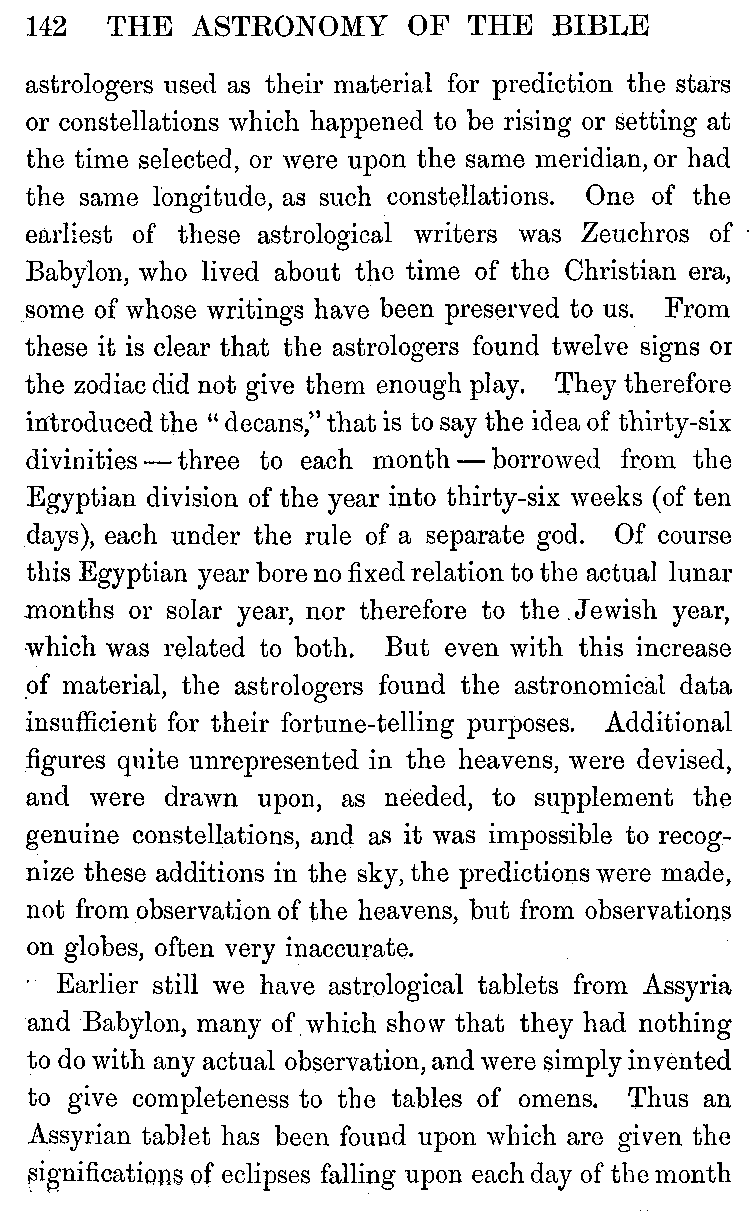 142 THE ASTRONOMY OF THE BIBLE
astrologers used as their material for prediction the stars
or constellations which happened to be rising or setting at
the time selected, or were upon the same meridian, or had
the same longitude, as such constellations. One of the
earliest of these astrological writers was Zeuchros of
Babylon, who lived about the time of the Christian era,
some of whose writings have been preserved to us. From
these it is clear that the astrologers found twelve signs or
the zodiac did not give them enough play. They therefore
introduced the “decans,” that is to say the idea of thirty-six
divinities — three to each month — borrowed from the
Egyptian division of the year into thirty-six weeks (of ten
days), each under the rule of a separate god. Of course
this Egyptian year bore no fixed relation to the actual lunar
months or solar year, nor therefore to the Jewish year,
which was related to both. But even with this increase
of material, the astrologers found the astronomical data
insufficient for their fortune-telling purposes. Additional
figures quite unrepresented in the heavens, were devised,
and were drawn upon, as needed, to supplement the
genuine constellations, and as it was impossible to recog-
nize these additions in the sky, the predictions were made,
not from observation of the heavens, but from observations
on globes, often very inaccurate.
Earlier still we have astrological tablets from Assyria
and Babylon, many of which show that they had nothing
to do with any actual observation, and were simply invented
to give completeness to the tables of omens. Thus an
Assyrian tablet has been found upon which are given the
significations of eclipses falling upon each day of the month